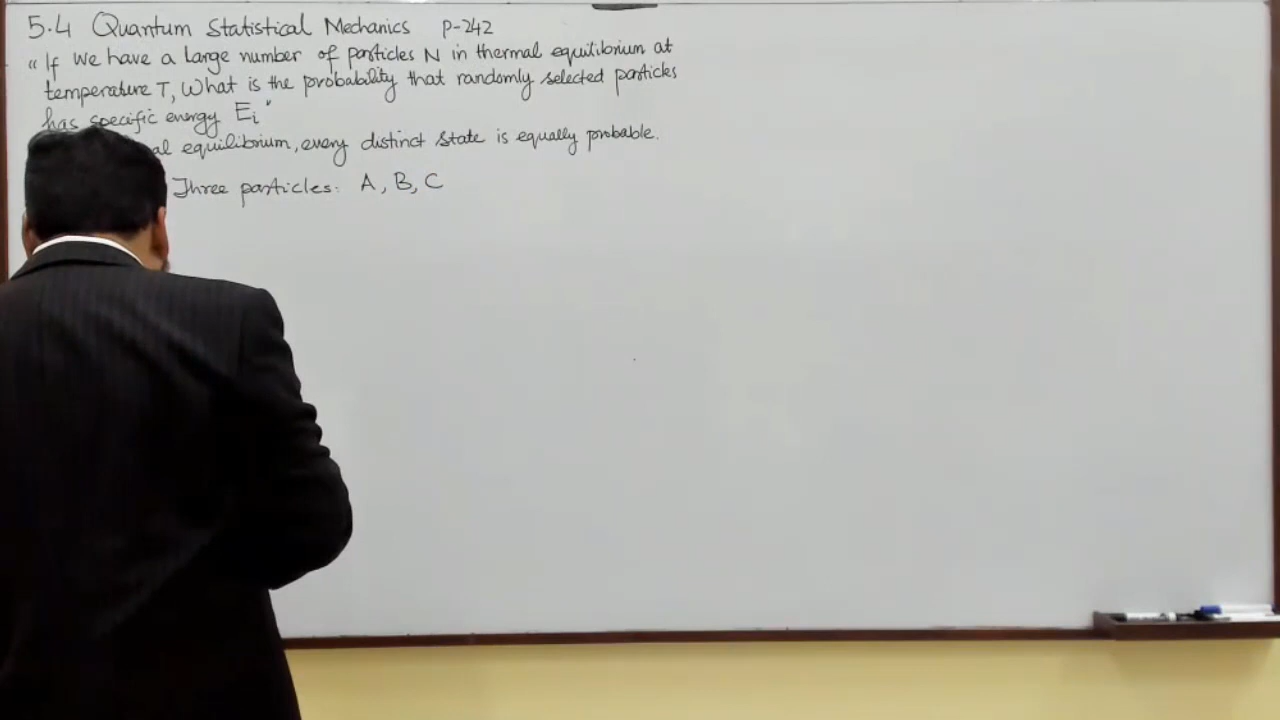 5.4 Quantum Statistical Mechanics P-242
"If we have a large number of particles N in thermal equilibrium at
temperature T, What is the probability that randomly selected particles
has specific energy Ei"
al equilibrium, every distinct state is equally probable.
Three particles: A, B, C